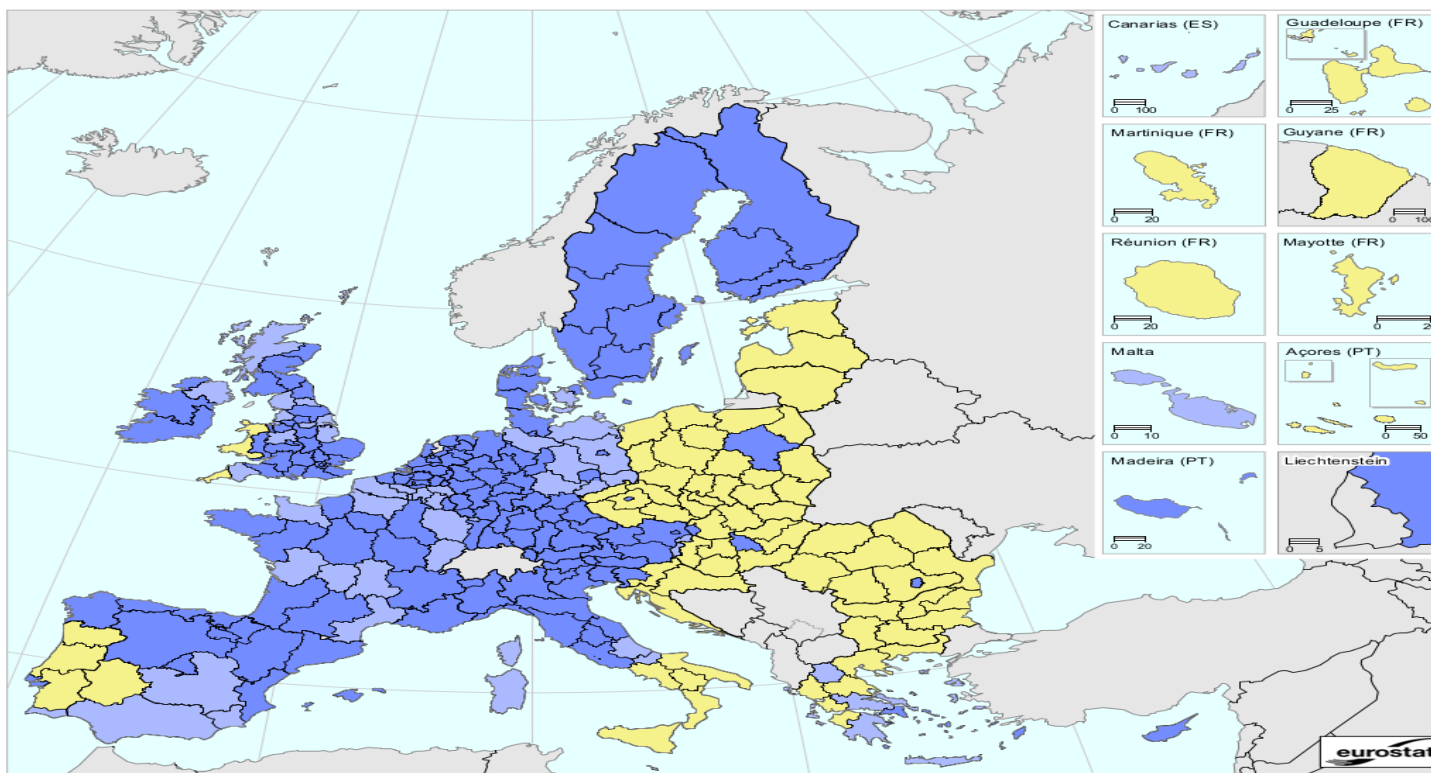 Canarias (ES)
0 100
Guadeloupe (FR)
0 25
Martinique (FR)
0 20
Guyane (FR)
0 100
Réunion (FR)
0 20
Mayotte (FR)
0
Malta
0 10
Açores (PT)
0 50
Madeira (PT)
0 20
Liechtenstein
0 5
eurostat